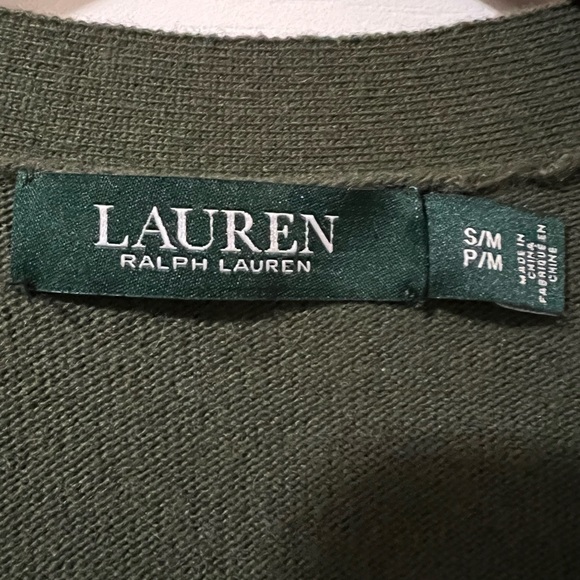 LAUREN
RALPH LAUREN
S/M
P/M
MADE IN
CHINA
FABRIQUÉ EN
CHINE